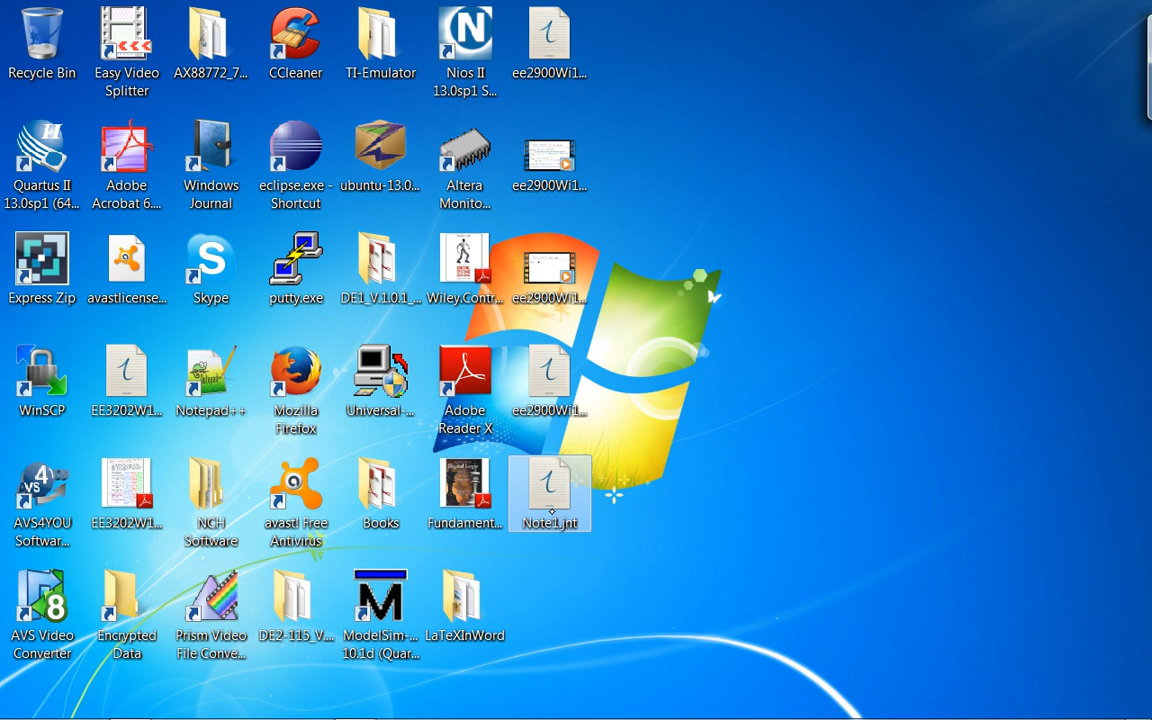 Recycle Bin
Easy Video
Splitter
AX88772_7...
CCleaner
TI-Emulator
Nios II
13.0sp1 S...
ee2900Wi1...
Quartus II
13.0sp1 (64...
Adobe
Acrobat 6....
Windows
Journal
eclipse.exe -
Shortcut
ubuntu-13.0...
Altera
Monito...
ee2900Wi1...
Express Zip
avastlicense...
Skype
putty.exe
DE1_V.1.0.1_...
Wiley.Contr...
ee2900Wi1...
WinSCP
EE3202W1...
Notepad++
Mozilla
Firefox
Universal-...
Adobe
Reader X
ee2900Wi1...
AVS4YOU
Softwar...
EE3202W1...
NCH
Software
avast! Free
Antivirus
Books
Fundament...
Note1.jnt
AVS Video
Converter
Encrypted
Data
Prism Video
File Conve...
DE2-115_V....
ModelSim-...
10.1d (Quar...
LaTeXInWord